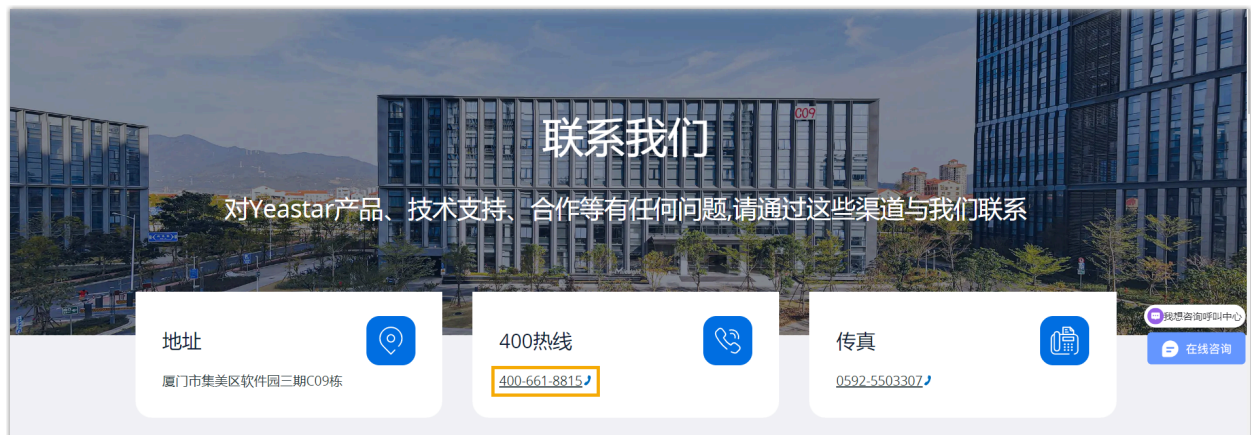 C09
联系我们
对Yeastar产品、技术支持、合作等有任何问题,请通过这些渠道与我们联系
地址
厦门市集美区软件园三期C09栋
400热线
400-661-8815
传真
0592-5503307
我想咨询呼叫中心
在线咨询